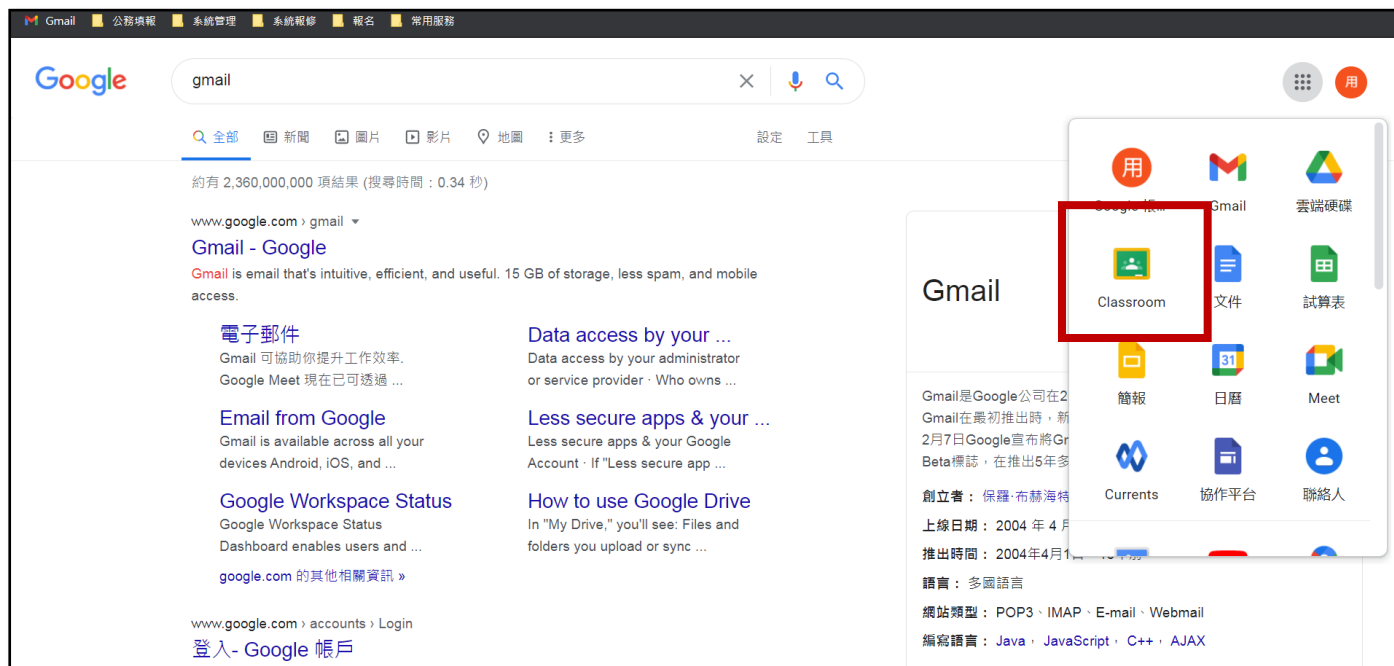 Gmail 公務填報 系統管理 系統報修 報名 常用服務
Google gmail 用
全部 新聞 圖片 影片 地圖 更多 設定 工具
約有 2,360,000,000 項結果 (搜尋時間：0.34 秒)
www.google.com › gmail
Gmail - Google
Gmail is email that's intuitive, efficient, and useful. 15 GB of storage, less spam, and mobile
access.
電子郵件
Gmail 可協助你提升工作效率.
Google Meet 現在已可透過 ...
Data access by your ...
Data access by your administrator
or service provider · Who owns ...
Email from Google
Gmail is available across all your
devices Android, iOS, and ...
Less secure apps & your ...
Less secure apps & your Google
Account · If "Less secure app ...
Google Workspace Status
Google Workspace Status
Dashboard enables users and ...
How to use Google Drive
In "My Drive," you'll see: Files and
folders you upload or sync ...
google.com 的其他相關資訊 »
www.google.com › accounts › Login
登入- Google 帳戶
Gmail
Gmail是Google公司在2
Gmail在最初推出時，新
2月7日Google宣布將Gr
Beta標誌，在推出5年多
創立者： 保羅·布赫海特
上線日期： 2004 年 4 月
推出時間： 2004年4月1日
語言： 多國語言
網站類型： POP3、IMAP、E-mail、Webmail
編寫語言： Java， JavaScript， C++， AJAX
用
Google 帳... Gmail 雲端硬碟
Classroom 文件 試算表
簡報 31 日曆 Meet
Currents 協作平台 聯絡人